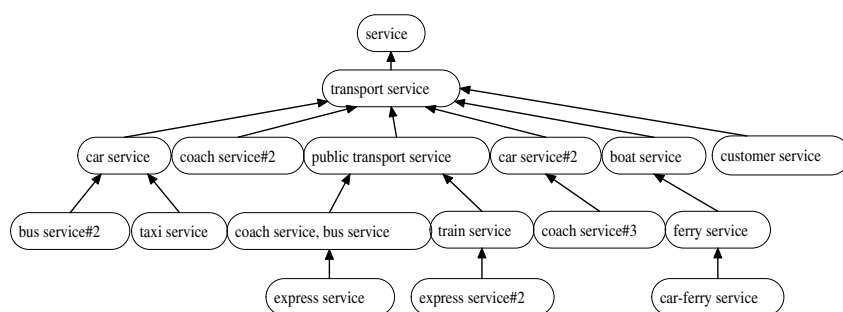 service
transport service
car service
coach service#2
public transport service
car service#2
boat service
customer service
bus service#2
taxi service
coach service, bus service
train service
coach service#3
ferry service
express service
express service#2
car-ferry service